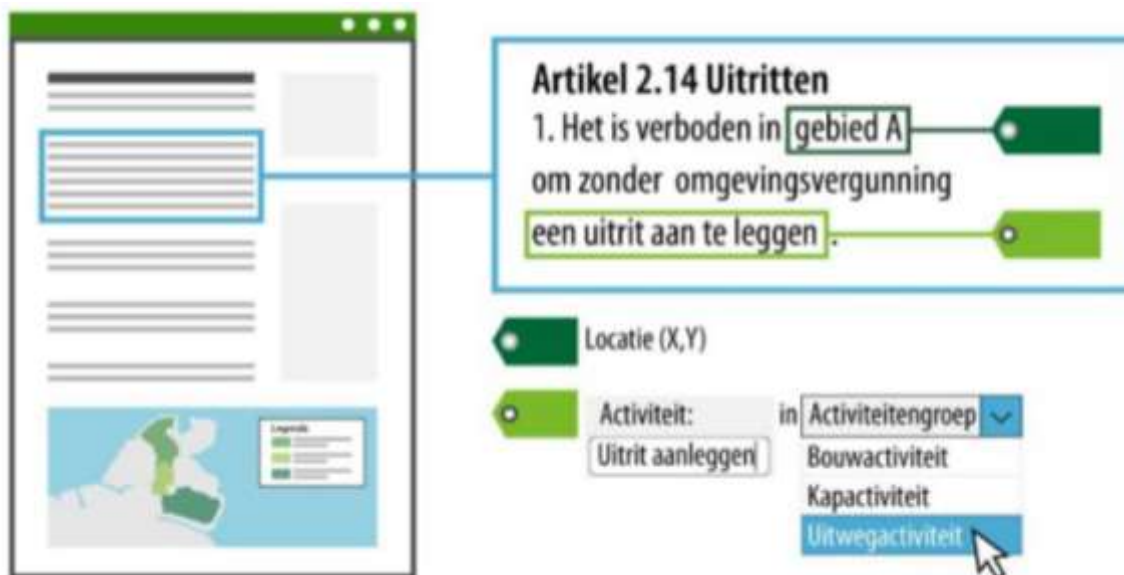 Artikel 2.14 Uitritten
1. Het is verboden in gebied A
om zonder omgevingsvergunning
een uitrit aan te leggen .
Legenda
Locatie (X,Y)
Activiteit: in Activiteitengroep
Uitrit aanleggen
Bouwactiviteit
Kapactiviteit
Uitwegactiviteit